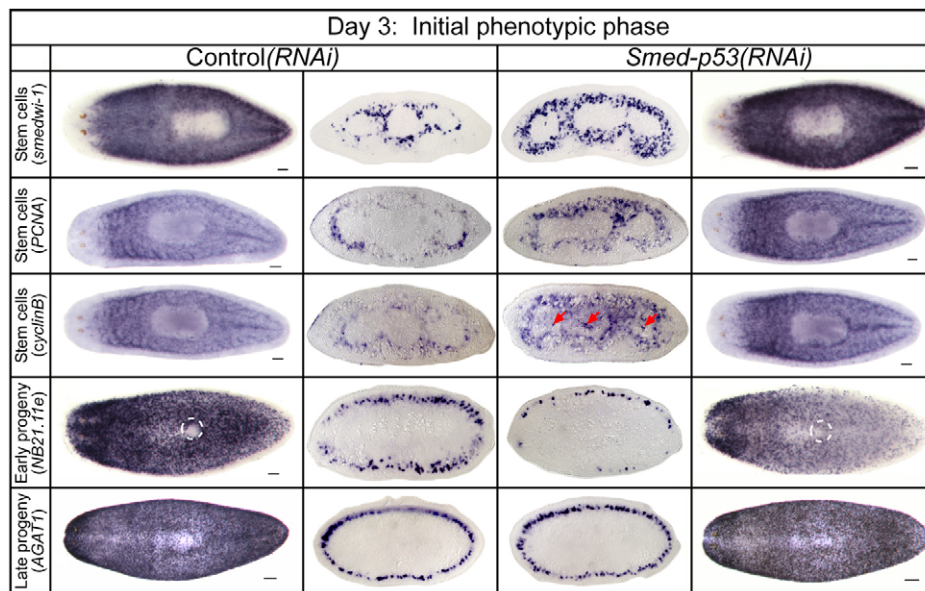 Day 3: Initial phenotypic phase
Control(RNAi)
Smed-p53(RNAi)
Stem cells
(smedwi-1)
Stem cells
(PCNA)
Stem cells
(cyclinB)
Early progeny
(NB21.11e)
Late progeny
(AGAT1)